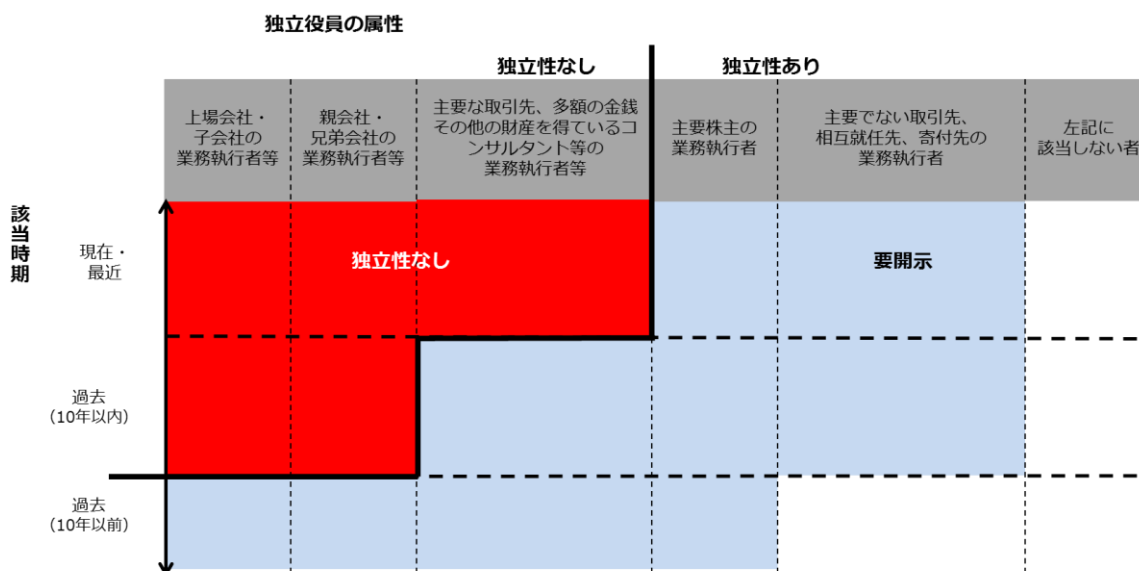 独立役員の属性
独立性なし
独立性あり
上場会社・
子会社の
業務執行者等
親会社・
兄弟会社の
業務執行者等
主要な取引先、多額の金銭
その他の財産を得ているコ
ンサルタント等の
業務執行者等
主要株主の
業務執行者
主要でない取引先、
相互就任先、寄付先の
業務執行者
左記に
該当しない者
該当時期
現在・
最近
独立性なし
要開示
過去
（10年以内）
過去
（10年以前）